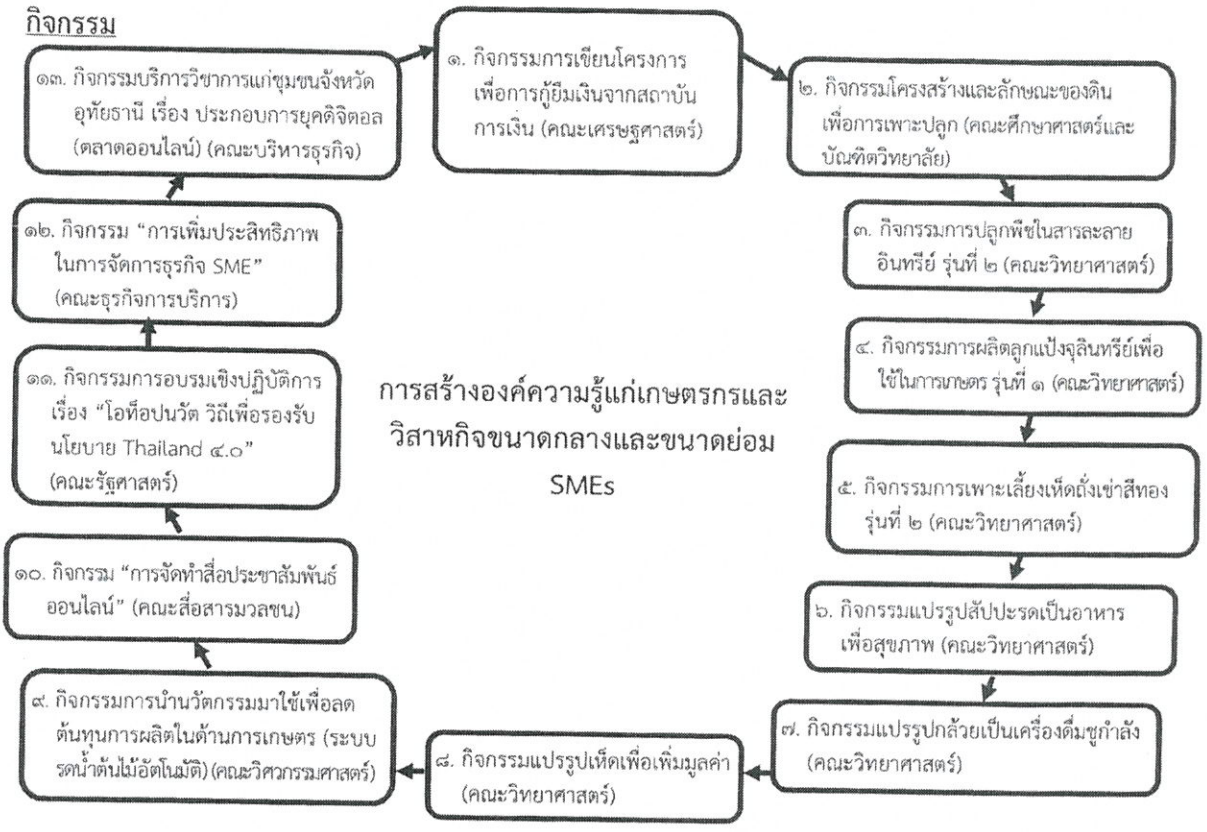 กิจกรรม
๑. กิจกรรมการเขียนโครงการ
เพื่อการกู้ยืมเงินจากสถาบัน
การเงิน (คณะเศรษฐศาสตร์)
๒. กิจกรรมโครงสร้างและลักษณะของดิน
เพื่อการเพาะปลูก (คณะศึกษาศาสตร์และ
บัณฑิตวิทยาลัย)
๓. กิจกรรมการปลูกพืชในสารละลาย
อินทรีย์ รุ่นที่ ๒ (คณะวิทยาศาสตร์)
๔. กิจกรรมการผลิตลูกแป้งจุลินทรีย์เพื่อ
ใช้ในการเกษตร รุ่นที่ ๑ (คณะวิทยาศาสตร์)
๕. กิจกรรมการเพาะเลี้ยงเห็ดถั่งเช่าสีทอง
รุ่นที่ ๒ (คณะวิทยาศาสตร์)
๖. กิจกรรมแปรรูปสัปปะรดเป็นอาหาร
เพื่อสุขภาพ (คณะวิทยาศาสตร์)
๗. กิจกรรมแปรรูปกล้วยเป็นเครื่องดื่มชูกำลัง
(คณะวิทยาศาสตร์)
๘. กิจกรรมแปรรูปเห็ดเพื่อเพิ่มมูลค่า
(คณะวิทยาศาสตร์)
๙. กิจกรรมการนำนวัตกรรมมาใช้เพื่อลด
ต้นทุนการผลิตในด้านการเกษตร (ระบบ
รดน้ำต้นไม้อัตโนมัติ) (คณะวิศวกรรมศาสตร์)
๑๐. กิจกรรม “การจัดทำสื่อประชาสัมพันธ์
ออนไลน์” (คณะสื่อสารมวลชน)
๑๑. กิจกรรมการอบรมเชิงปฏิบัติการ
เรื่อง “โอท็อปนวัต วิถีเพื่อรองรับ
นโยบาย Thailand ๔.๐”
(คณะรัฐศาสตร์)
๑๒. กิจกรรม “การเพิ่มประสิทธิภาพ
ในการจัดการธุรกิจ SME”
(คณะธุรกิจการบริการ)
๑๓. กิจกรรมบริการวิชาการแก่ชุมชนจังหวัด
อุทัยธานี เรื่อง ประกอบการยุคดิจิตอล
(ตลาดออนไลน์) (คณะบริหารธุรกิจ)
การสร้างองค์ความรู้แก่เกษตรกรและ
วิสาหกิจขนาดกลางและขนาดย่อม
SMEs